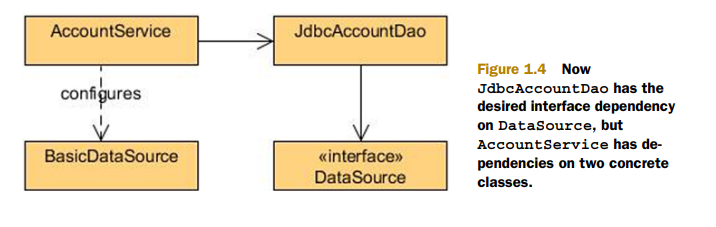 AccountService
JdbcAccountDao
configures
BasicDataSource
«interface»
DataSource
Figure 1.4 Now
JdbcAccountDao has the
desired interface dependency
on DataSource, but
AccountService has de-
pendencies on two concrete
classes.